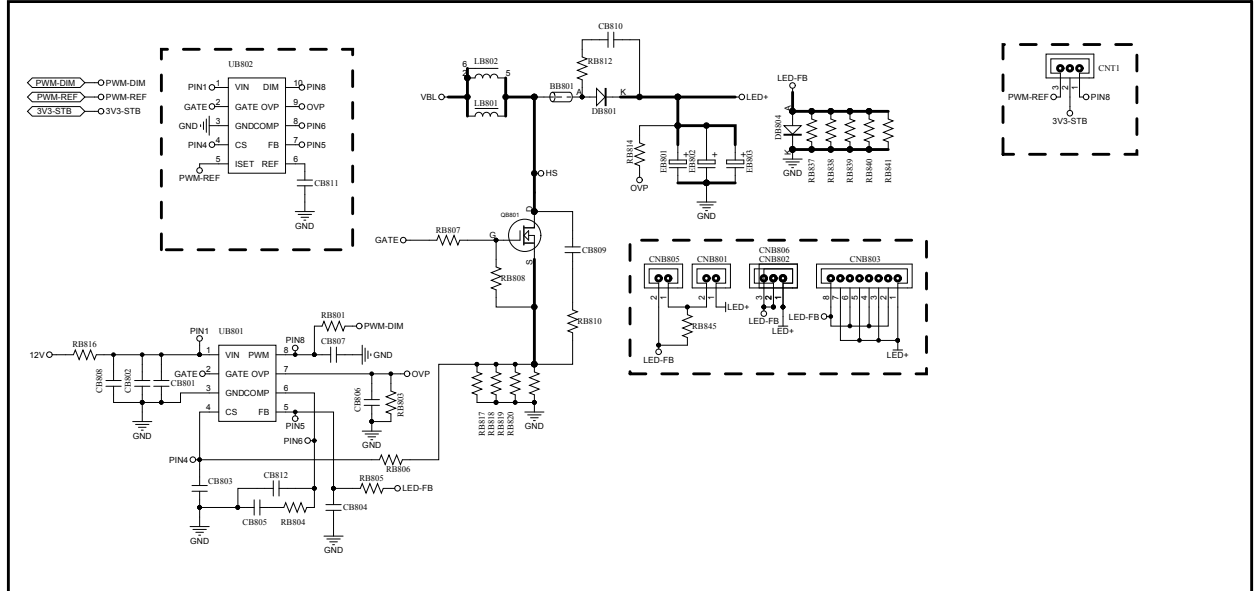 PWM-DIM PWM-DIM
PWM-REF PWM-REF
3V3-STB 3V3-STB
UB802
PIN1 1 VIN DIM 10 PIN8
GATE 2 GATE OVP 9 OVP
GND 3 GND COMP 8 PIN6
PIN4 4 CS FB 7 PIN5
5 ISET REF 6
PWM-REF
CB811
GND
VBL
6
2
LB802
5
LB801
BB801
A
K
DB801
RB812
CB810
LED+
RB814
OVP
EB801
EB802
EB803
+
+
+
GND
LED-FB
A
DB804
K
GND
RB837
RB838
RB839
RB840
RB841
CNT1
3
2
1
PWM-REF
PIN8
3V3-STB
HS
QB801
D
G
S
GATE
RB807
RB808
CB809
RB810
CNB805
2
1
CNB801
2
1
LED+
RB845
LED-FB
CNB806
CNB802
3
2
1
LED-FB
LED+
CNB803
8
7
6
5
4
3
2
1
LED-FB
LED+
12V
RB816
CB808
CB802
CB801
GND
PIN1
UB801
1 VIN PWM 8
GATE 2 GATE OVP 7
3 GND COMP 6
4 CS FB 5
PIN8
RB801
PWM-DIM
CB807
GND
OVP
CB806
RB803
GND
PIN5
PIN6
PIN4
RB806
RB817
RB818
RB819
RB820
GND
CB803
CB812
CB805
RB804
GND
RB805
LED-FB
CB804
GND